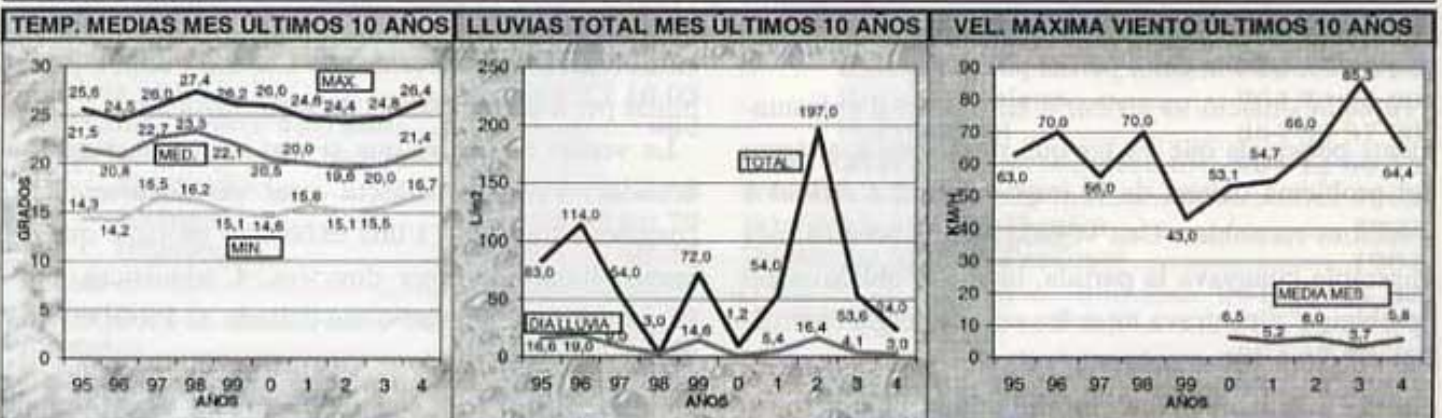 TEMP. MEDIAS MES ÚLTIMOS 10 AÑOS
30
25
20
15
10
5
0
GRADOS
25,6 24,5 26,0 27,4 26,2 26,0 24,6 24,4 24,8 26,4
MAX.
21,5 20,8 22,7 23,3 22,1 20,5 20,0 19,6 20,0 21,4
MED.
14,3 14,2 16,5 16,2 15,1 14,6 15,6 15,1 15,5 16,7
MIN.
95 96 97 98 99 0 1 2 3 4
AÑOS
LLUVIAS TOTAL MES ÚLTIMOS 10 AÑOS
250
200
150
100
50
0
L/m2
83,0 114,0 54,0 3,0 72,0 54,0 197,0 53,6 24,0
TOTAL
DIA LLUVIA
16,6 19,0 14,6 5,4 16,4 4,1 3,0
95 96 97 98 99 0 1 2 3 4
AÑOS
VEL. MÁXIMA VIENTO ÚLTIMOS 10 AÑOS
90
80
70
60
50
40
30
20
10
0
KM/H
63,0 70,0 56,0 70,0 43,0 53,1 54,7 66,0 85,3 64,4
MEDIA MES
6,5 5,2 6,0 3,7 5,8
95 96 97 98 99 0 1 2 3 4
AÑOS